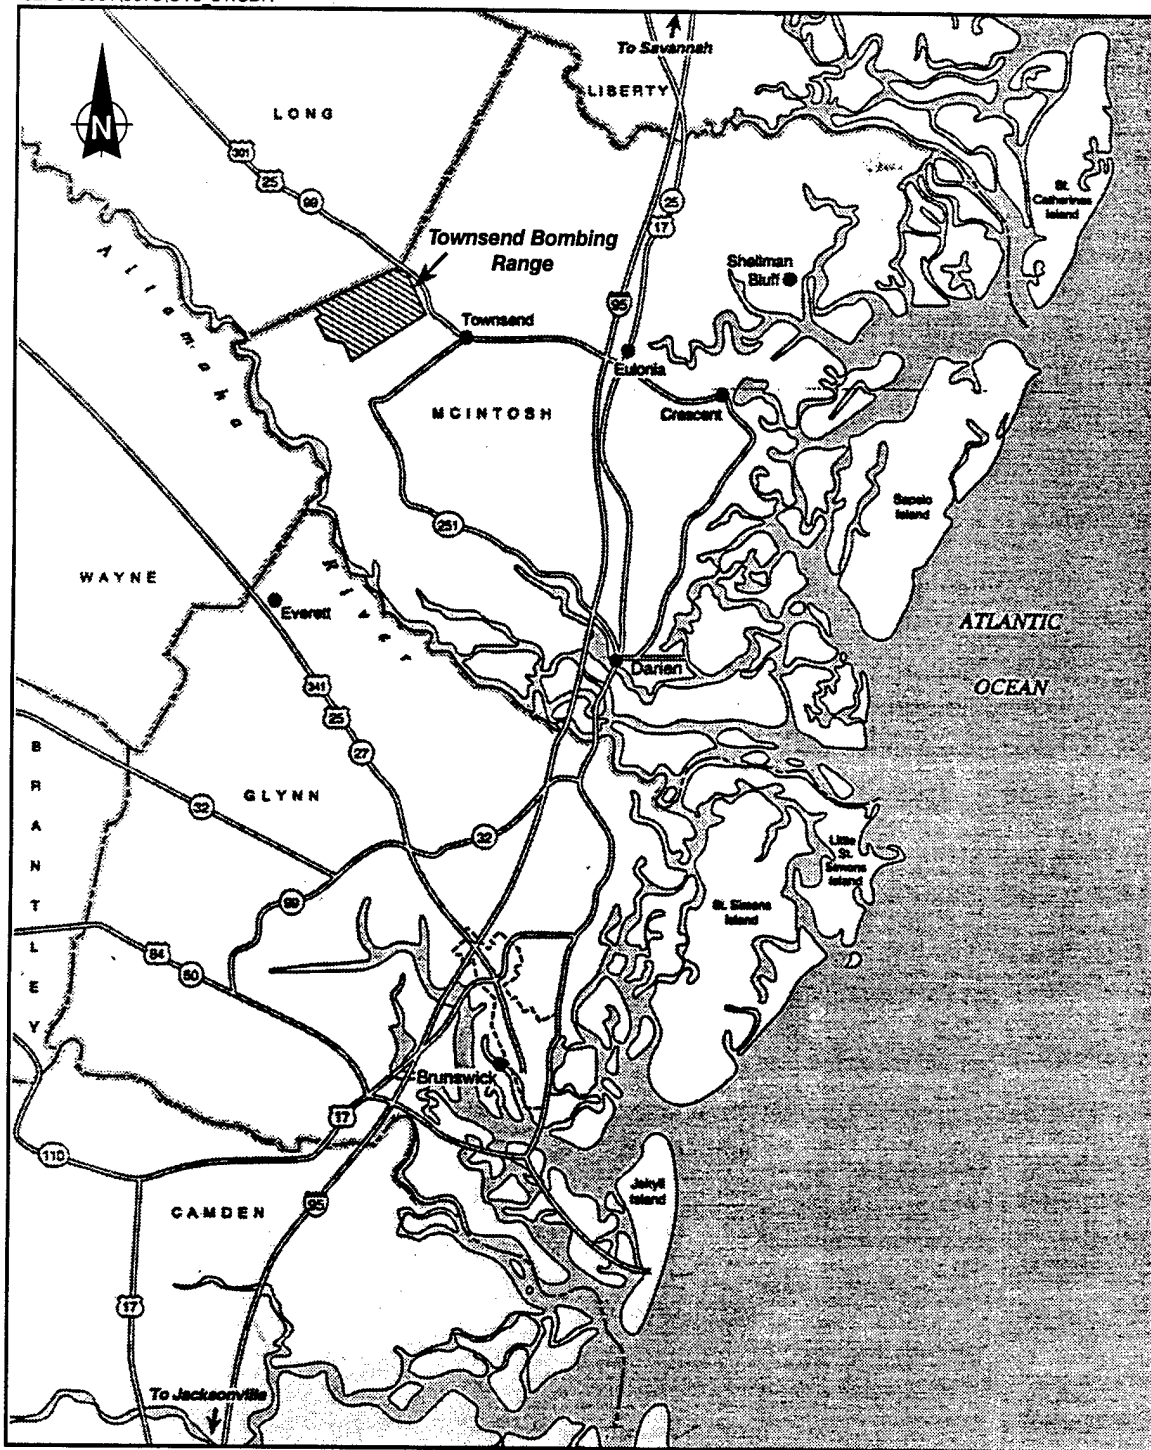 To Savannah
LIBERTY
LONG
N
301
25
99
St.
Catherines
Island
25
17
Altamaha
Townsend Bombing
Range
Shellman
Bluff
95
Townsend
Eulonia
Crescent
MCINTOSH
Sapelo
Island
251
WAYNE
River
Everett
ATLANTIC
OCEAN
Darien
341
25
27
BRANTLEY
GLYNN
32
32
Little
St.
Simons
Island
99
St. Simons
Island
84
50
Brunswick
17
110
Jekyll
Island
95
CAMDEN
17
To Jacksonville